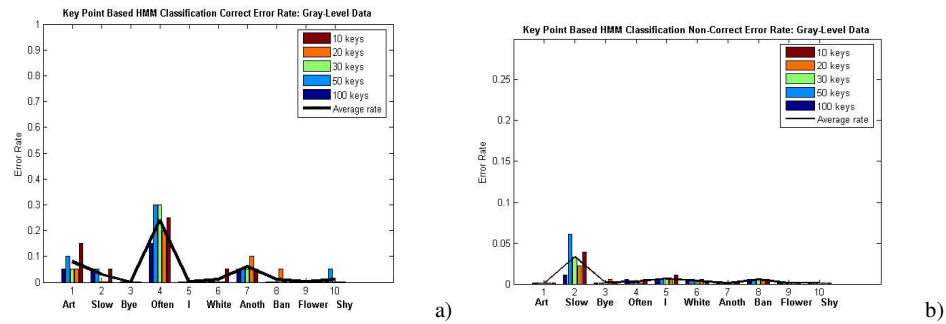 Key Point Based HMM Classification Correct Error Rate: Gray-Level Data
1
0.9
0.8
0.7
0.6
0.5
0.4
0.3
0.2
0.1
0
Error Rate
10 keys
20 keys
30 keys
50 keys
100 keys
Average rate
1 2 3 4 5 6 7 8 9 10
Art Slow Bye Often I White Anoth Ban Flower Shy
a)
Key Point Based HMM Classification Non-Correct Error Rate: Gray-Level Data
0.25
0.2
0.15
0.1
0.05
0
Error Rate
10 keys
20 keys
30 keys
50 keys
100 keys
Average rate
1 2 3 4 5 6 7 8 9 10
Art Slow Bye Often I White Anoth Ban Flower Shy
b)